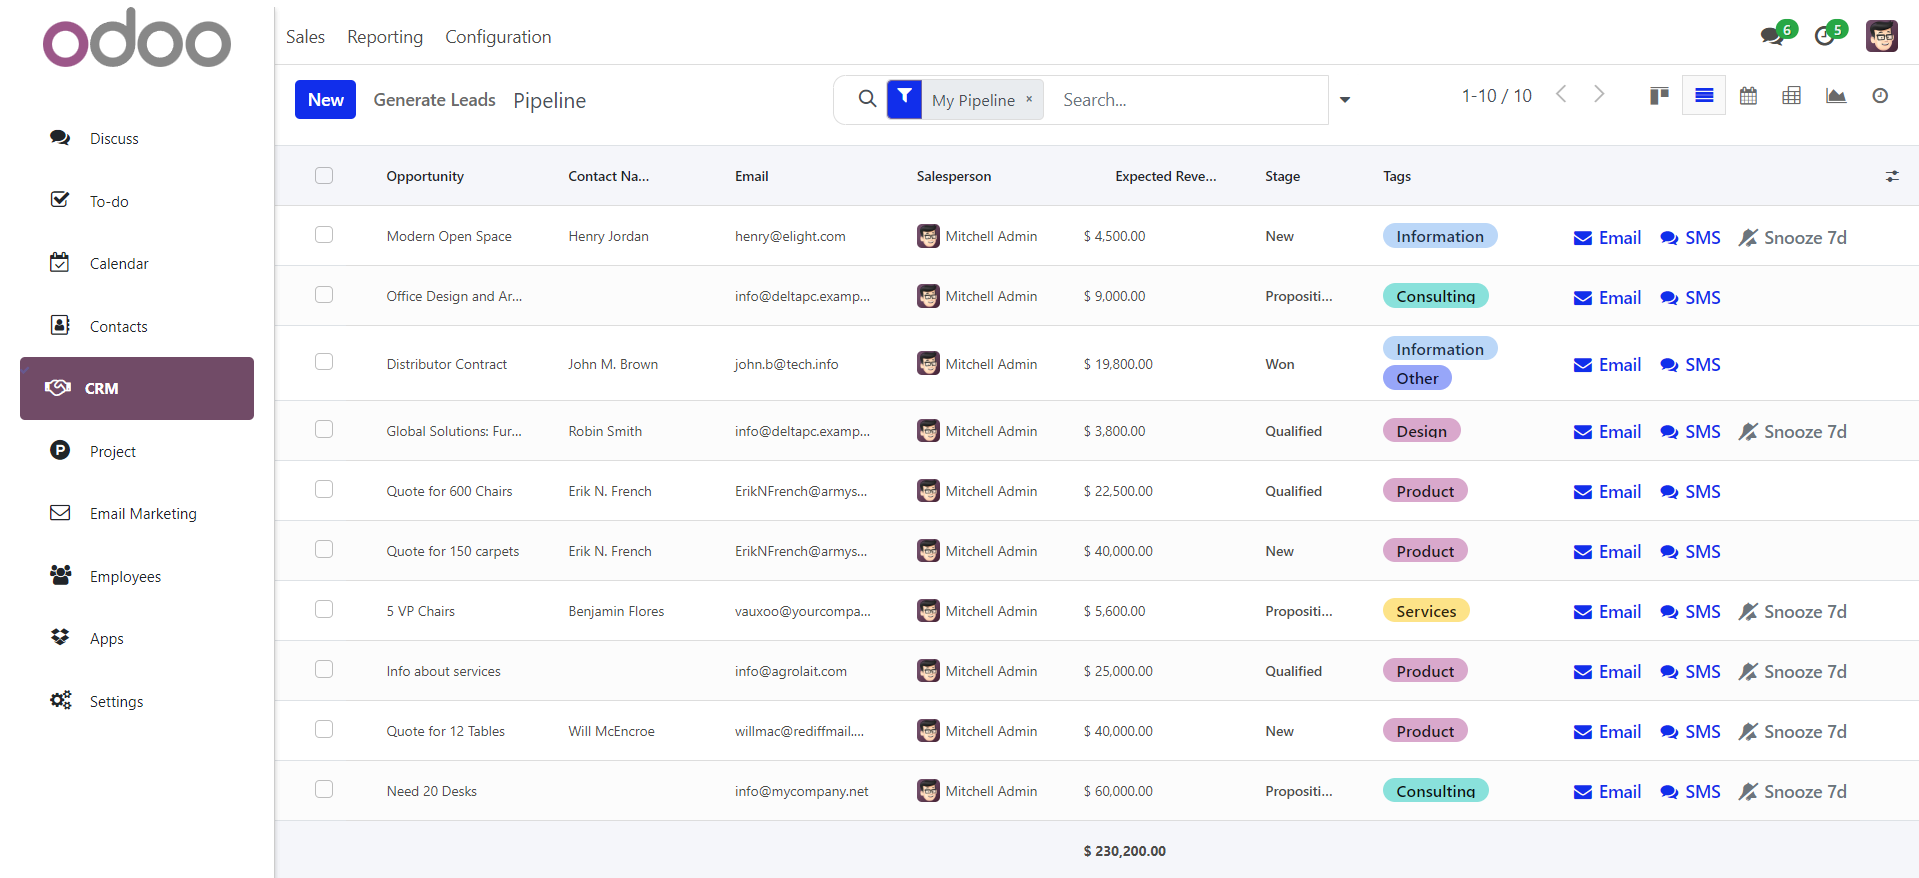 odoo
Sales Reporting Configuration 6 5
New Generate Leads Pipeline My Pipeline × Search... 1-10 / 10
Discuss
To-do
Calendar
Contacts
CRM
Project
Email Marketing
Employees
Apps
Settings
Opportunity Contact Na... Email Salesperson Expected Reve... Stage Tags
Modern Open Space Henry Jordan henry@elight.com Mitchell Admin $ 4,500.00 New Information Email SMS Snooze 7d
Office Design and Ar... info@deltapc.examp... Mitchell Admin $ 9,000.00 Propositi... Consulting Email SMS
Distributor Contract John M. Brown john.b@tech.info Mitchell Admin $ 19,800.00 Won Information Other Email SMS
Global Solutions: Fur... Robin Smith info@deltapc.examp... Mitchell Admin $ 3,800.00 Qualified Design Email SMS Snooze 7d
Quote for 600 Chairs Erik N. French ErikNFrench@armys... Mitchell Admin $ 22,500.00 Qualified Product Email SMS
Quote for 150 carpets Erik N. French ErikNFrench@armys... Mitchell Admin $ 40,000.00 New Product Email SMS
5 VP Chairs Benjamin Flores vauxoo@yourcompa... Mitchell Admin $ 5,600.00 Propositi... Services Email SMS Snooze 7d
Info about services info@agrolait.com Mitchell Admin $ 25,000.00 Qualified Product Email SMS Snooze 7d
Quote for 12 Tables Will McEncroe willmac@rediffmail.... Mitchell Admin $ 40,000.00 New Product Email SMS Snooze 7d
Need 20 Desks info@mycompany.net Mitchell Admin $ 60,000.00 Propositi... Consulting Email SMS Snooze 7d
$ 230,200.00